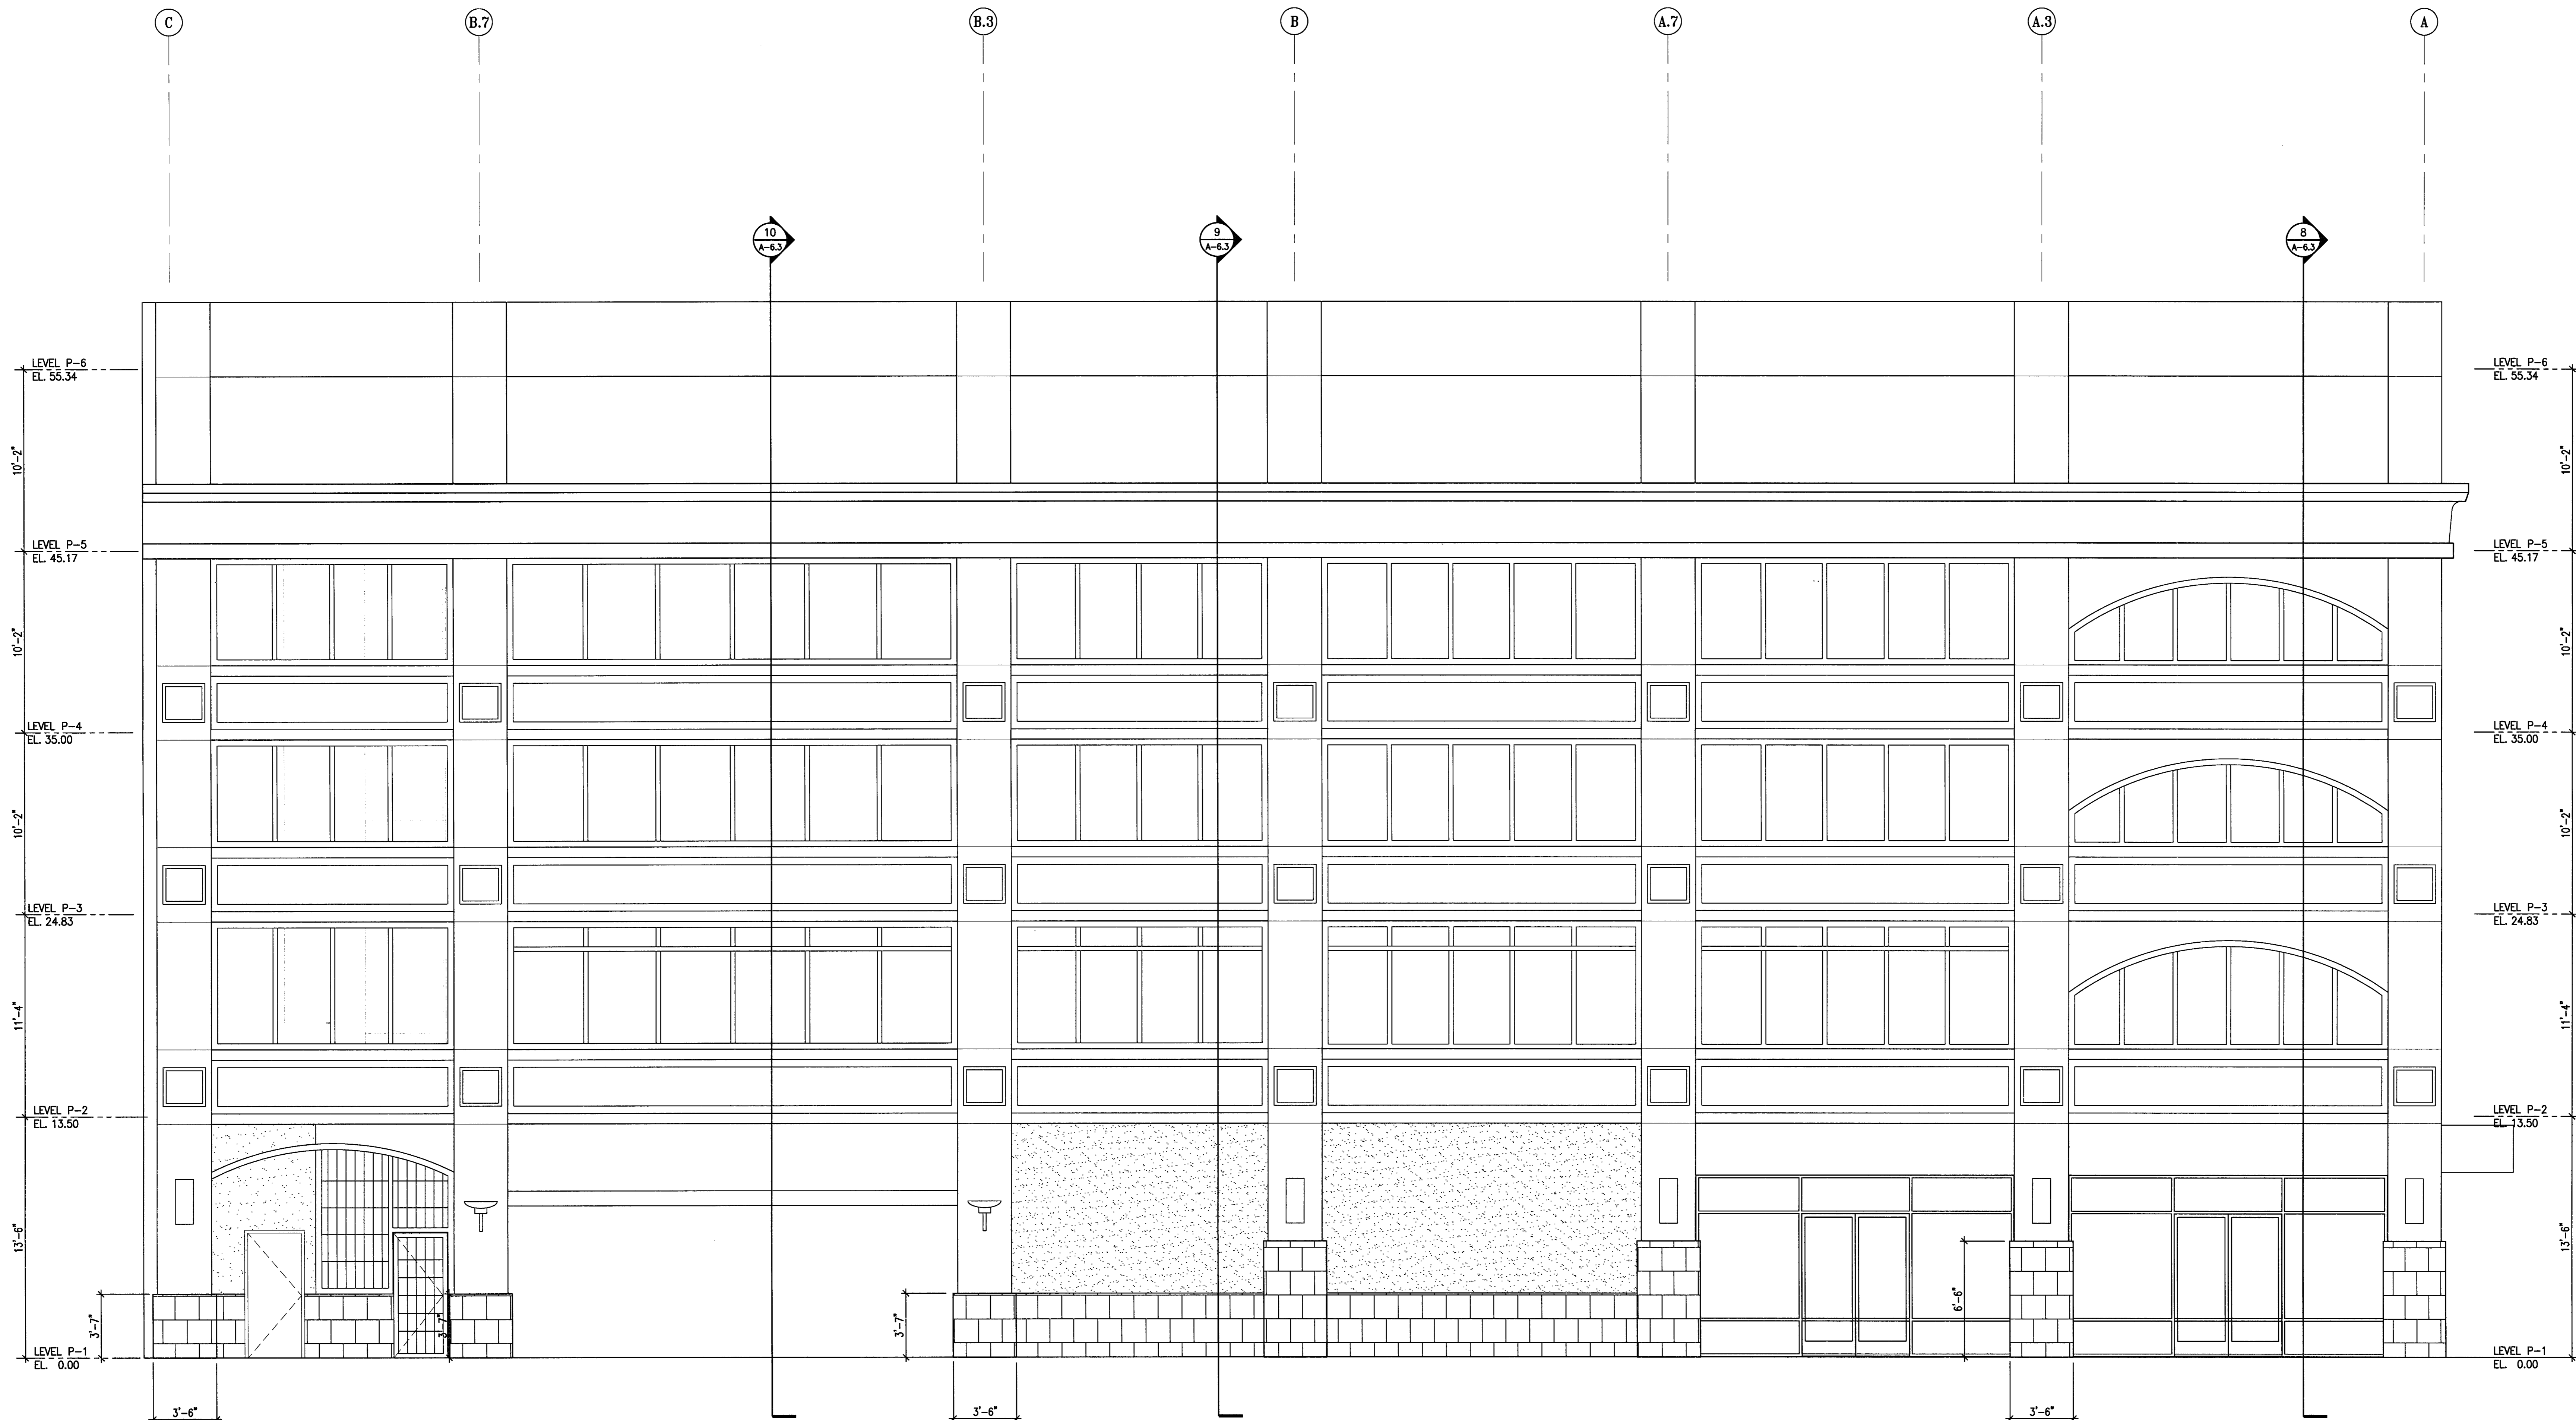 C B.7 B.3 B A.7 A.3 A
10 9 8
A-6.3 A-6.3 A-6.3
LEVEL P-6 LEVEL P-6
EL. 55.34 EL. 55.34
10'-2" 10'-2"
LEVEL P-5 LEVEL P-5
EL. 45.17 EL. 45.17
10'-2" 10'-2"
LEVEL P-4 LEVEL P-4
EL. 35.00 EL. 35.00
10'-2" 10'-2"
LEVEL P-3 LEVEL P-3
EL. 24.83 EL. 24.83
11'-4" 11'-4"
LEVEL P-2 LEVEL P-2
EL. 13.50 EL. 13.50
13'-6" 13'-6"
3'-7" 3'-7" 3'-7" 6'-6"
LEVEL P-1 LEVEL P-1
EL. 0.00 EL. 0.00
3'-6" 3'-6" 3'-6"